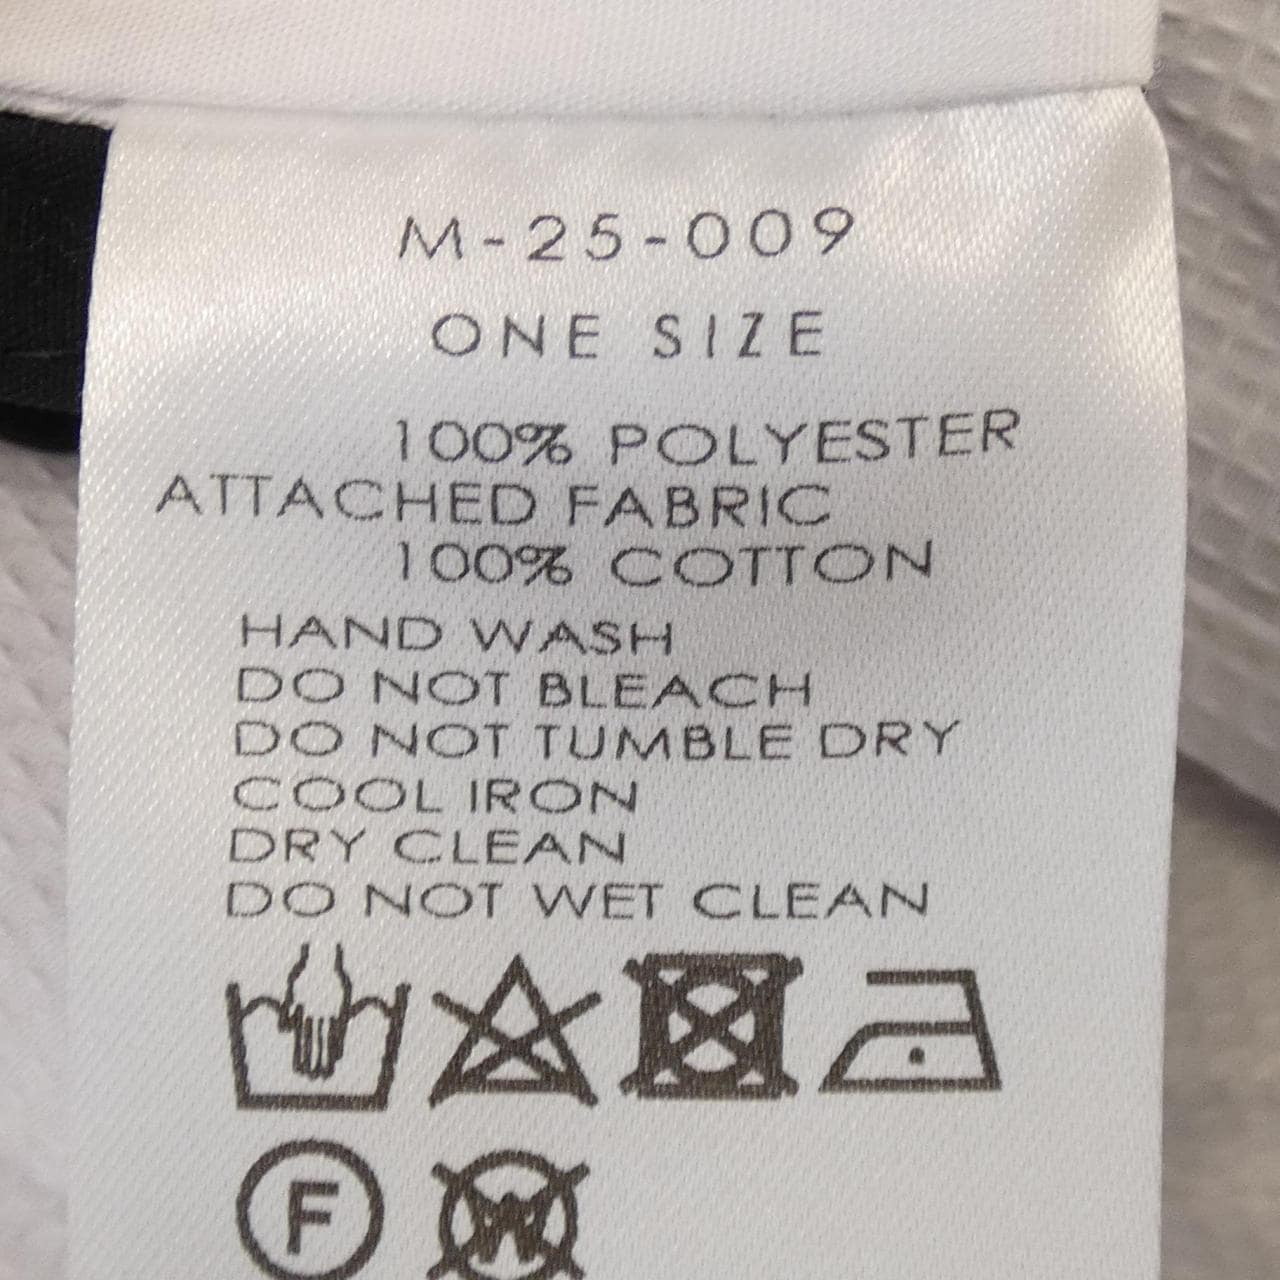 M-25-009
ONE SIZE
100% POLYESTER
ATTACHED FABRIC
100% COTTON
HAND WASH
DO NOT BLEACH
DO NOT TUMBLE DRY
COOL IRON
DRY CLEAN
DO NOT WET CLEAN
F W